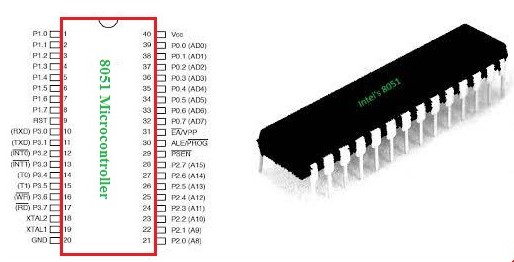 P1.0 1 40 Vcc
P1.1 2 39 P0.0 (AD0)
P1.2 3 38 P0.1 (AD1)
P1.3 4 37 P0.2 (AD2)
P1.4 5 36 P0.3 (AD3)
P1.5 6 35 P0.4 (AD4)
P1.6 7 34 P0.5 (AD5)
P1.7 8 33 P0.6 (AD6)
RST 9 32 P0.7 (AD7)
(RXD) P3.0 10 31 EA/VPP
(TXD) P3.1 11 30 ALE/PROG
(INT0) P3.2 12 29 PSEN
(INT1) P3.3 13 28 P2.7 (A15)
(T0) P3.4 14 27 P2.6 (A14)
(T1) P3.5 15 26 P2.5 (A13)
(WR) P3.6 16 25 P2.4 (A12)
(RD) P3.7 17 24 P2.3 (A11)
XTAL2 18 23 P2.2 (A10)
XTAL1 19 22 P2.1 (A9)
GND 20 21 P2.0 (A8)
8051 Microcontroller
Intel's 8051